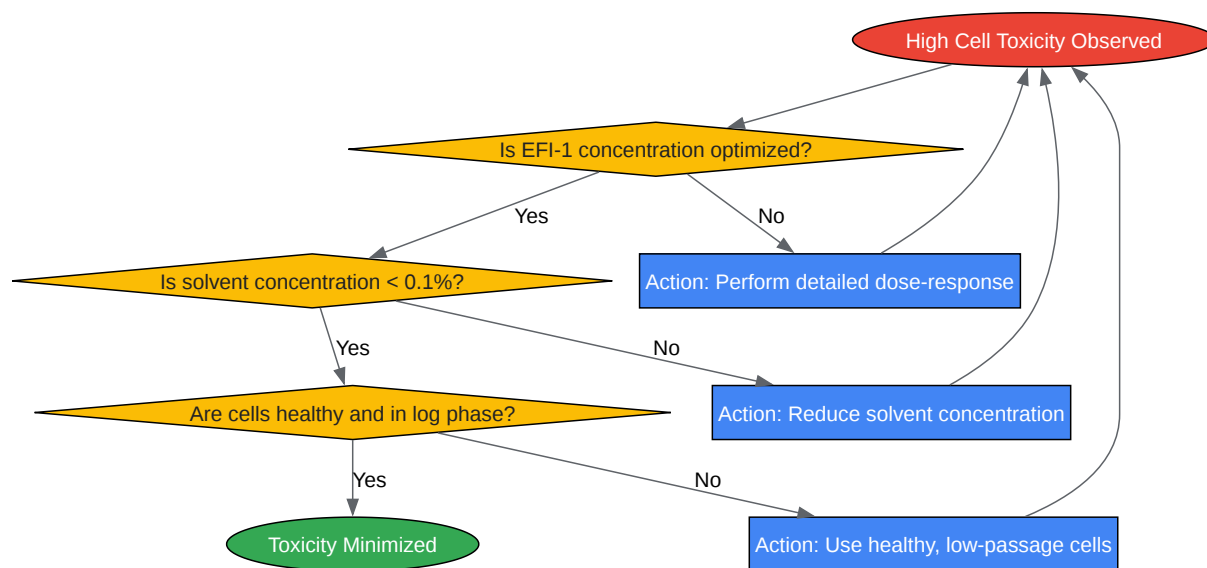 High Cell Toxicity Observed
Is EFI-1 concentration optimized?
Yes
No
Is solvent concentration < 0.1%?
Action: Perform detailed dose-response
Yes
No
Are cells healthy and in log phase?
Action: Reduce solvent concentration
Yes
No
Toxicity Minimized
Action: Use healthy, low-passage cells